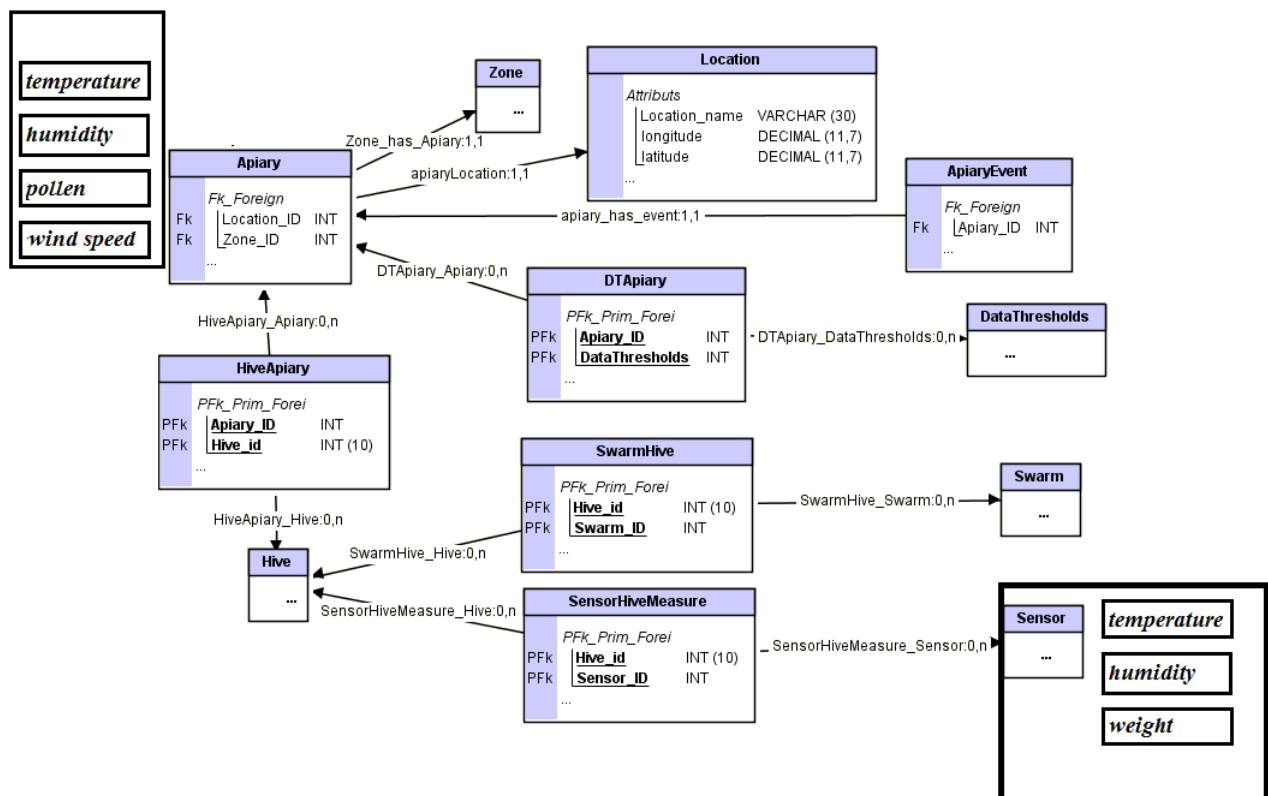 temperature
humidity
pollen
wind speed
Zone
...
Location
Attributs
Location_name VARCHAR (30)
longitude DECIMAL (11,7)
latitude DECIMAL (11,7)
...
Zone_has_Apiary:1,1
apiaryLocation:1,1
Apiary
Fk_Foreign
Fk Location_ID INT
Fk Zone_ID INT
...
ApiaryEvent
Fk_Foreign
Fk Apiary_ID INT
...
apiary_has_event:1,1
DTApiary_Apiary:0,n
DTApiary
PFk_Prim_Forei
PFk Apiary_ID INT
PFk DataThresholds INT
...
DTApiary_DataThresholds:0,n
DataThresholds
...
HiveApiary_Apiary:0,n
HiveApiary
PFk_Prim_Forei
PFk Apiary_ID INT
PFk Hive_id INT (10)
...
HiveApiary_Hive:0,n
SwarmHive
PFk_Prim_Forei
PFk Hive_id INT (10)
PFk Swarm_ID INT
...
SwarmHive_Swarm:0,n
Swarm
...
SwarmHive_Hive:0,n
Hive
...
SensorHiveMeasure_Hive:0,n
SensorHiveMeasure
PFk_Prim_Forei
PFk Hive_id INT (10)
PFk Sensor_ID INT
...
SensorHiveMeasure_Sensor:0,n
Sensor
...
temperature
humidity
weight